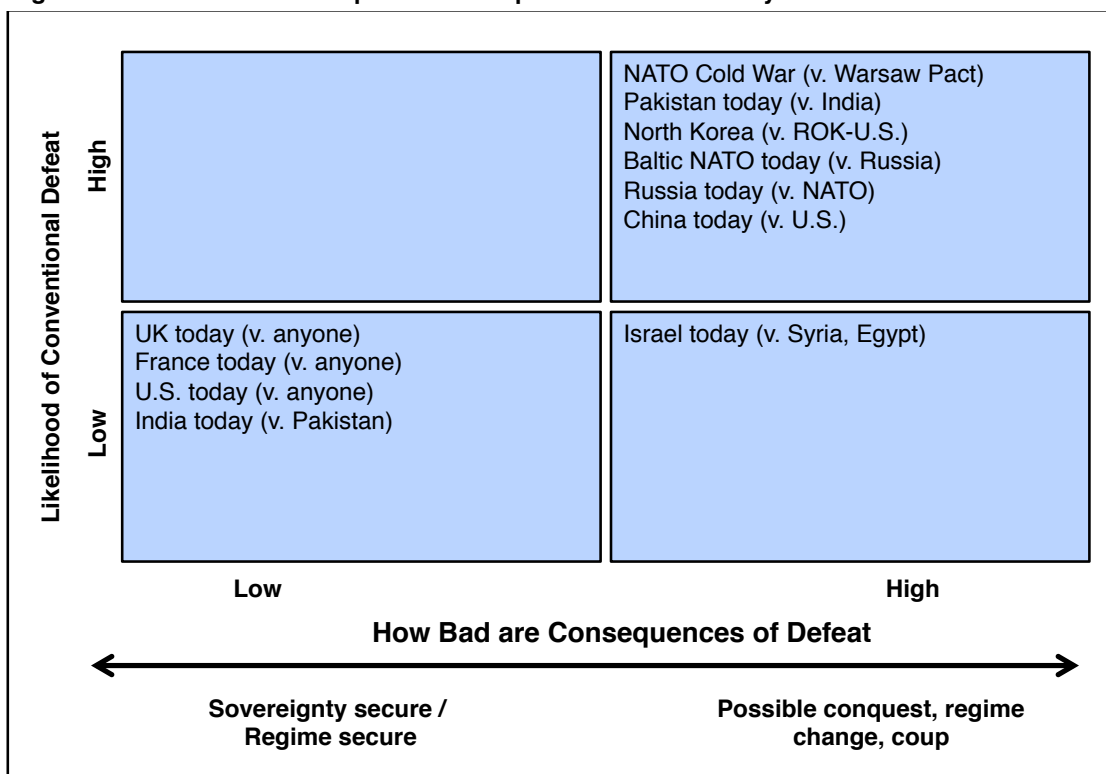 NATO Cold War (v. Warsaw Pact)
Pakistan today (v. India)
North Korea (v. ROK-U.S.)
Baltic NATO today (v. Russia)
Russia today (v. NATO)
China today (v. U.S.)
High
Likelihood of Conventional Defeat
UK today (v. anyone)
France today (v. anyone)
U.S. today (v. anyone)
India today (v. Pakistan)
Israel today (v. Syria, Egypt)
Low
Low
High
How Bad are Consequences of Defeat
Sovereignty secure /
Regime secure
Possible conquest, regime
change, coup